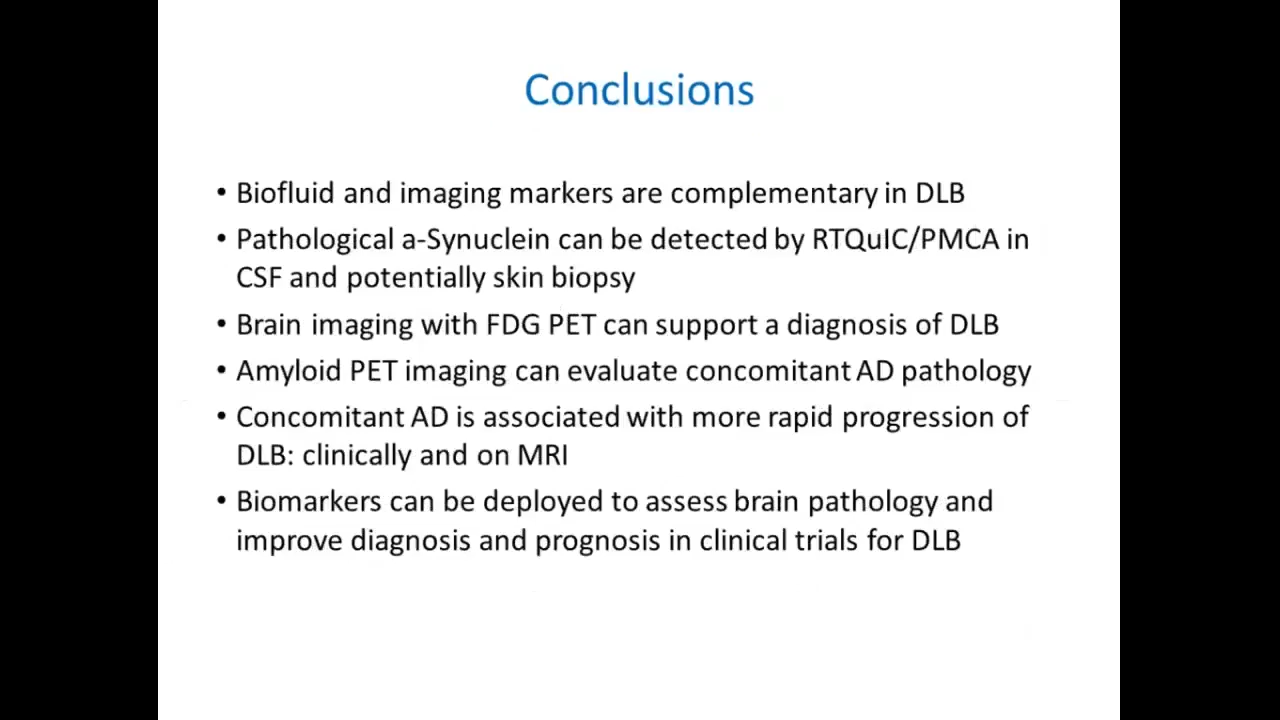 Conclusions
• Biofluid and imaging markers are complementary in DLB
• Pathological a-Synuclein can be detected by RTQuIC/PMCA in
CSF and potentially skin biopsy
• Brain imaging with FDG PET can support a diagnosis of DLB
• Amyloid PET imaging can evaluate concomitant AD pathology
• Concomitant AD is associated with more rapid progression of
DLB: clinically and on MRI
• Biomarkers can be deployed to assess brain pathology and
improve diagnosis and prognosis in clinical trials for DLB